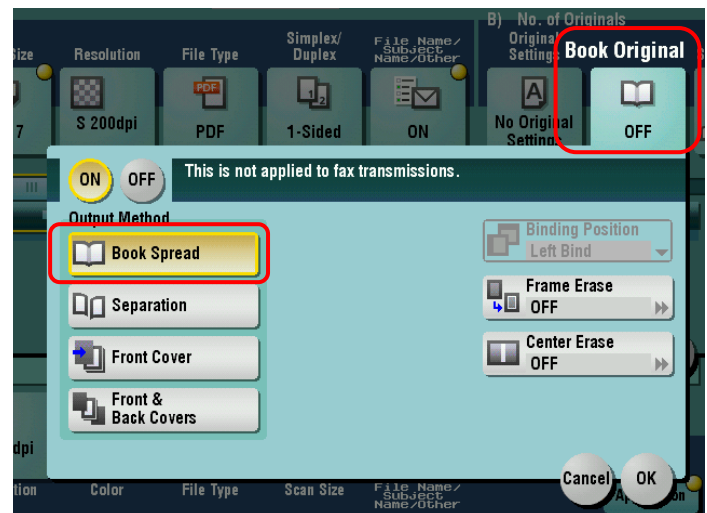 B) No. of Originals
Size
Resolution
File Type
Simplex/
Duplex
File Name/
Subject
Name/Other
Original
Settings
Book Original
7
S 200dpi
PDF
PDF
1-Sided
1
2
ON
A
No Original
Settings
OFF
ON
OFF
This is not applied to fax transmissions.
Output Method
Book Spread
Separation
Front Cover
Front &
Back Covers
Binding Position
Left Bind
Frame Erase
OFF
Center Erase
OFF
dpi
Cancel
OK
Color
File Type
Scan Size
File Name/
Subject
Name/Other